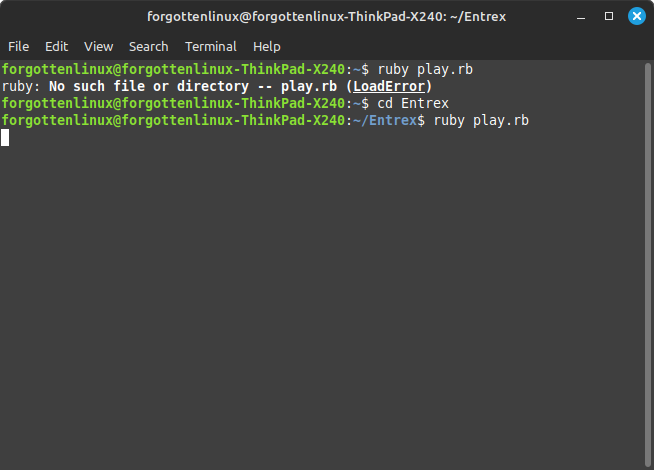 forgottenlinux@forgottenlinux-ThinkPad-X240: ~/Entrex
File Edit View Search Terminal Help
forgottenlinux@forgottenlinux-ThinkPad-X240:~$ ruby play.rb
ruby: No such file or directory -- play.rb (LoadError)
forgottenlinux@forgottenlinux-ThinkPad-X240:~$ cd Entrex
forgottenlinux@forgottenlinux-ThinkPad-X240:~/Entrex$ ruby play.rb